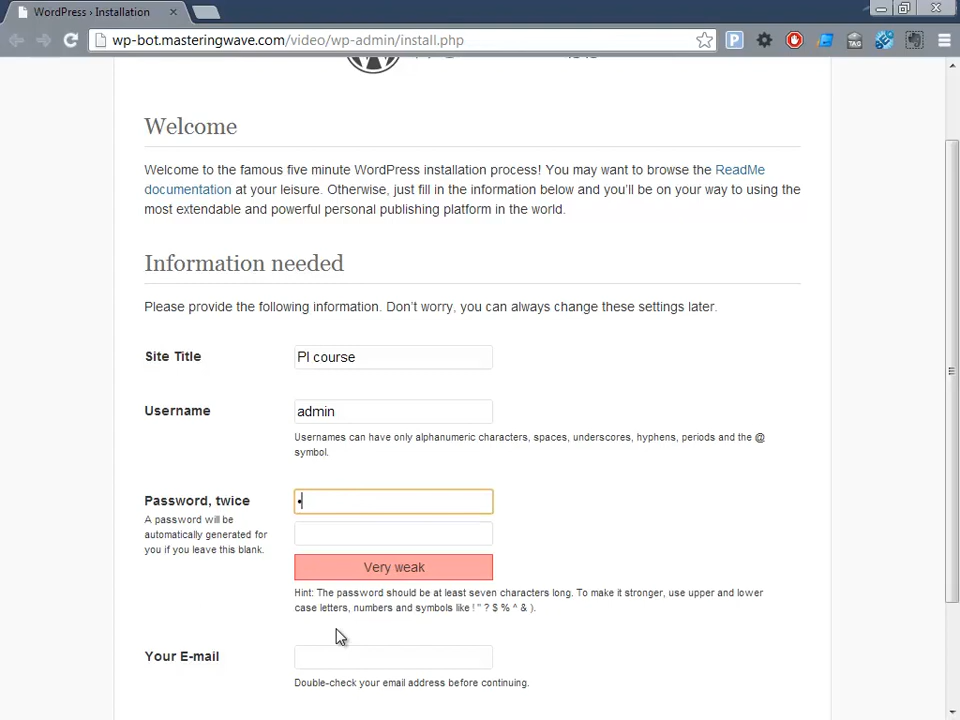 WordPress › Installation
wp-bot.masteringwave.com/video/wp-admin/install.php
P
TAG
Welcome
Welcome to the famous five minute WordPress installation process! You may want to browse the ReadMe
documentation at your leisure. Otherwise, just fill in the information below and you'll be on your way to using the
most extendable and powerful personal publishing platform in the world.
Information needed
Please provide the following information. Don't worry, you can always change these settings later.
Site Title
Pl course
Username
admin
Usernames can have only alphanumeric characters, spaces, underscores, hyphens, periods and the @
symbol.
Password, twice
•
A password will be
automatically generated for
you if you leave this blank.
Very weak
Hint: The password should be at least seven characters long. To make it stronger, use upper and lower
case letters, numbers and symbols like ! " ? $ % ^ & ).
Your E-mail
Double-check your email address before continuing.